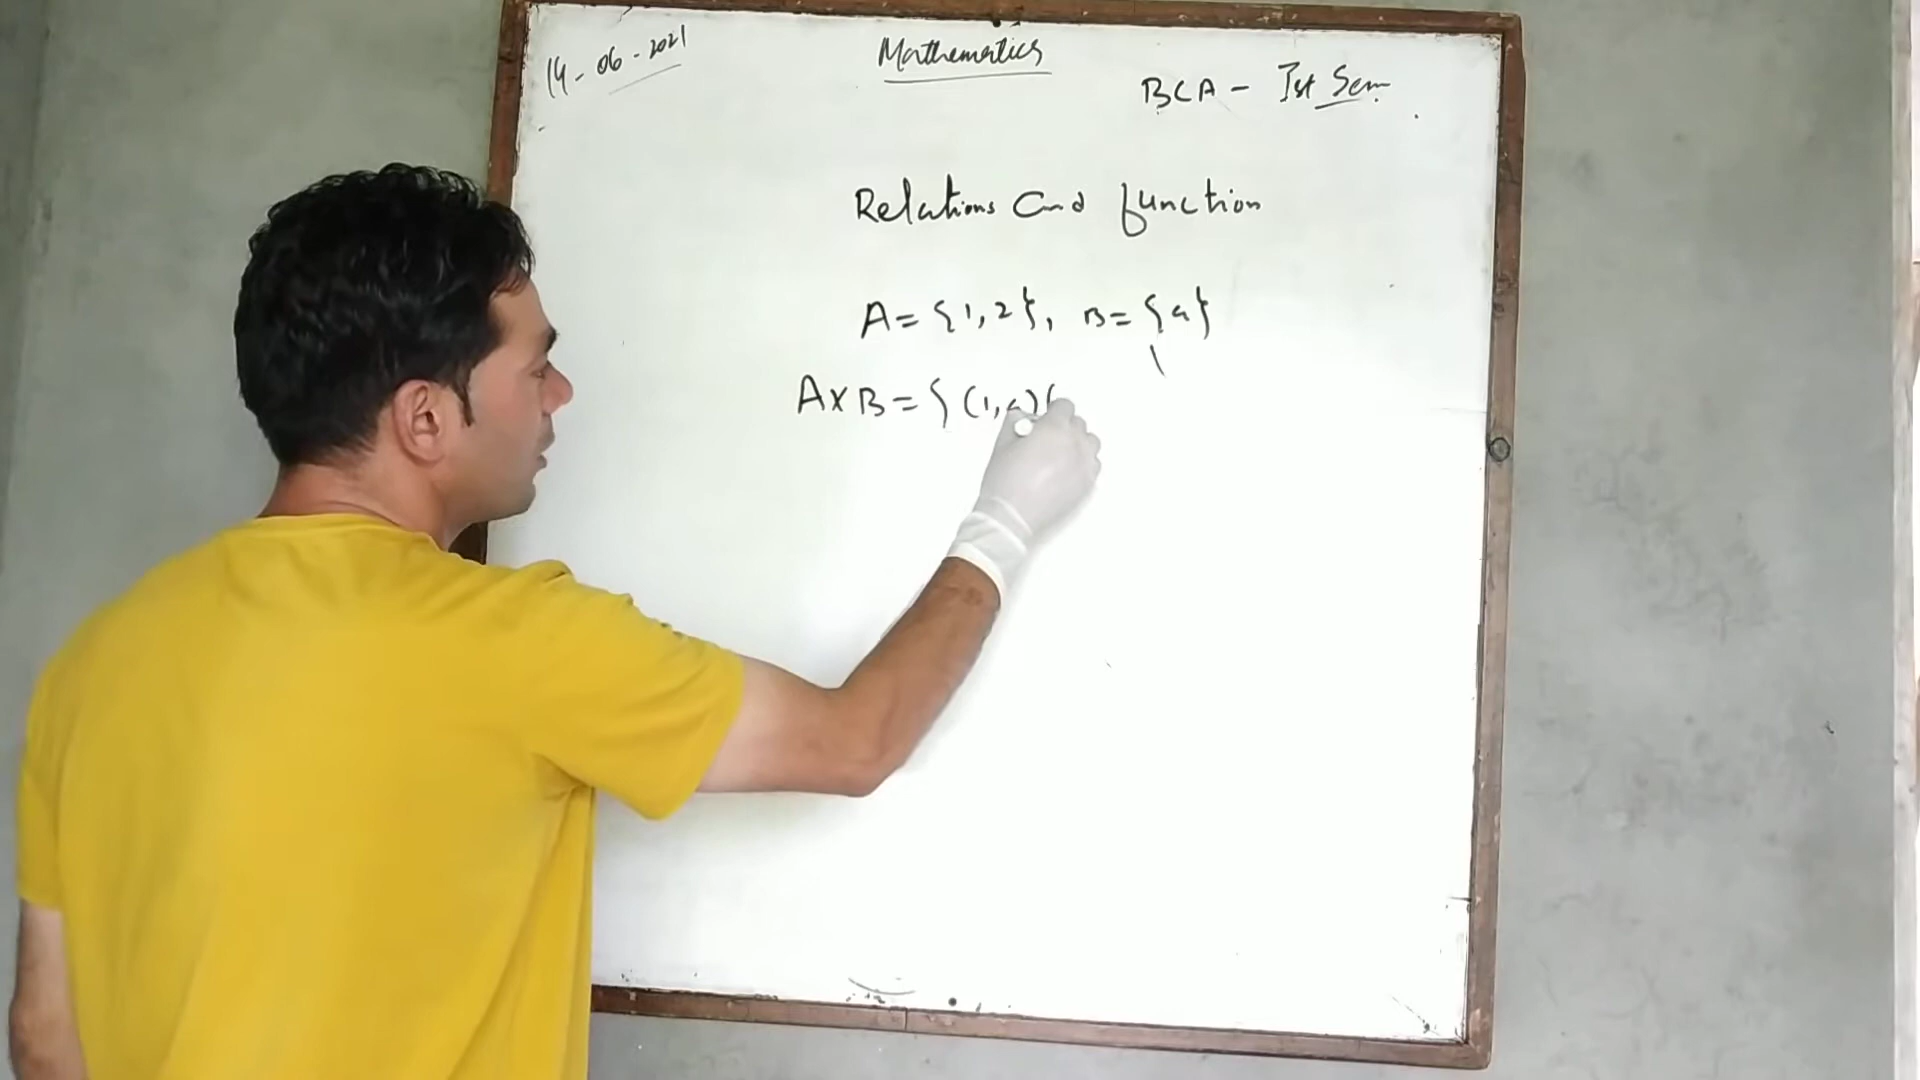 14-06-2021
Mathematics
BCA - Ist Sem
Relations and function
A = {1,2}, B = {a}
A×B = { (1,a) (